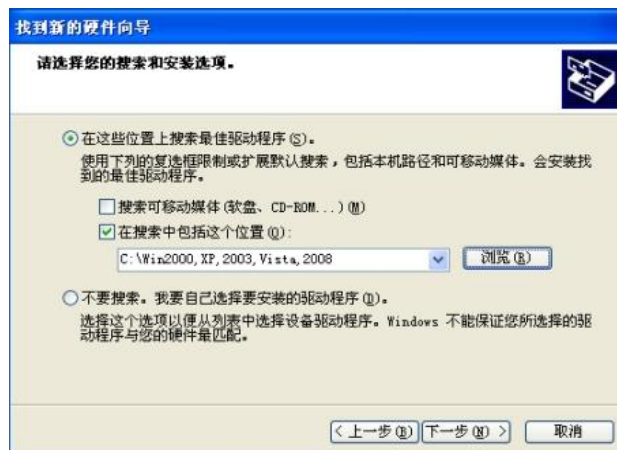 找到新的硬件向导
请选择您的搜索和安装选项。
在这些位置上搜索最佳驱动程序(S)。
使用下列的复选框限制或扩展默认搜索，包括本机路径和可移动媒体。会安装找
到的最佳驱动程序。
搜索可移动媒体(软盘、CD-ROM...)(M)
在搜索中包括这个位置(O):
C:\Win2000,XP,2003,Vista,2008
浏览(R)
不要搜索。我要自己选择要安装的驱动程序(D)。
选择这个选项以便从列表中选择设备驱动程序。Windows 不能保证您所选择的驱
动程序与您的硬件最匹配。
< 上一步(B)
下一步(N) >
取消